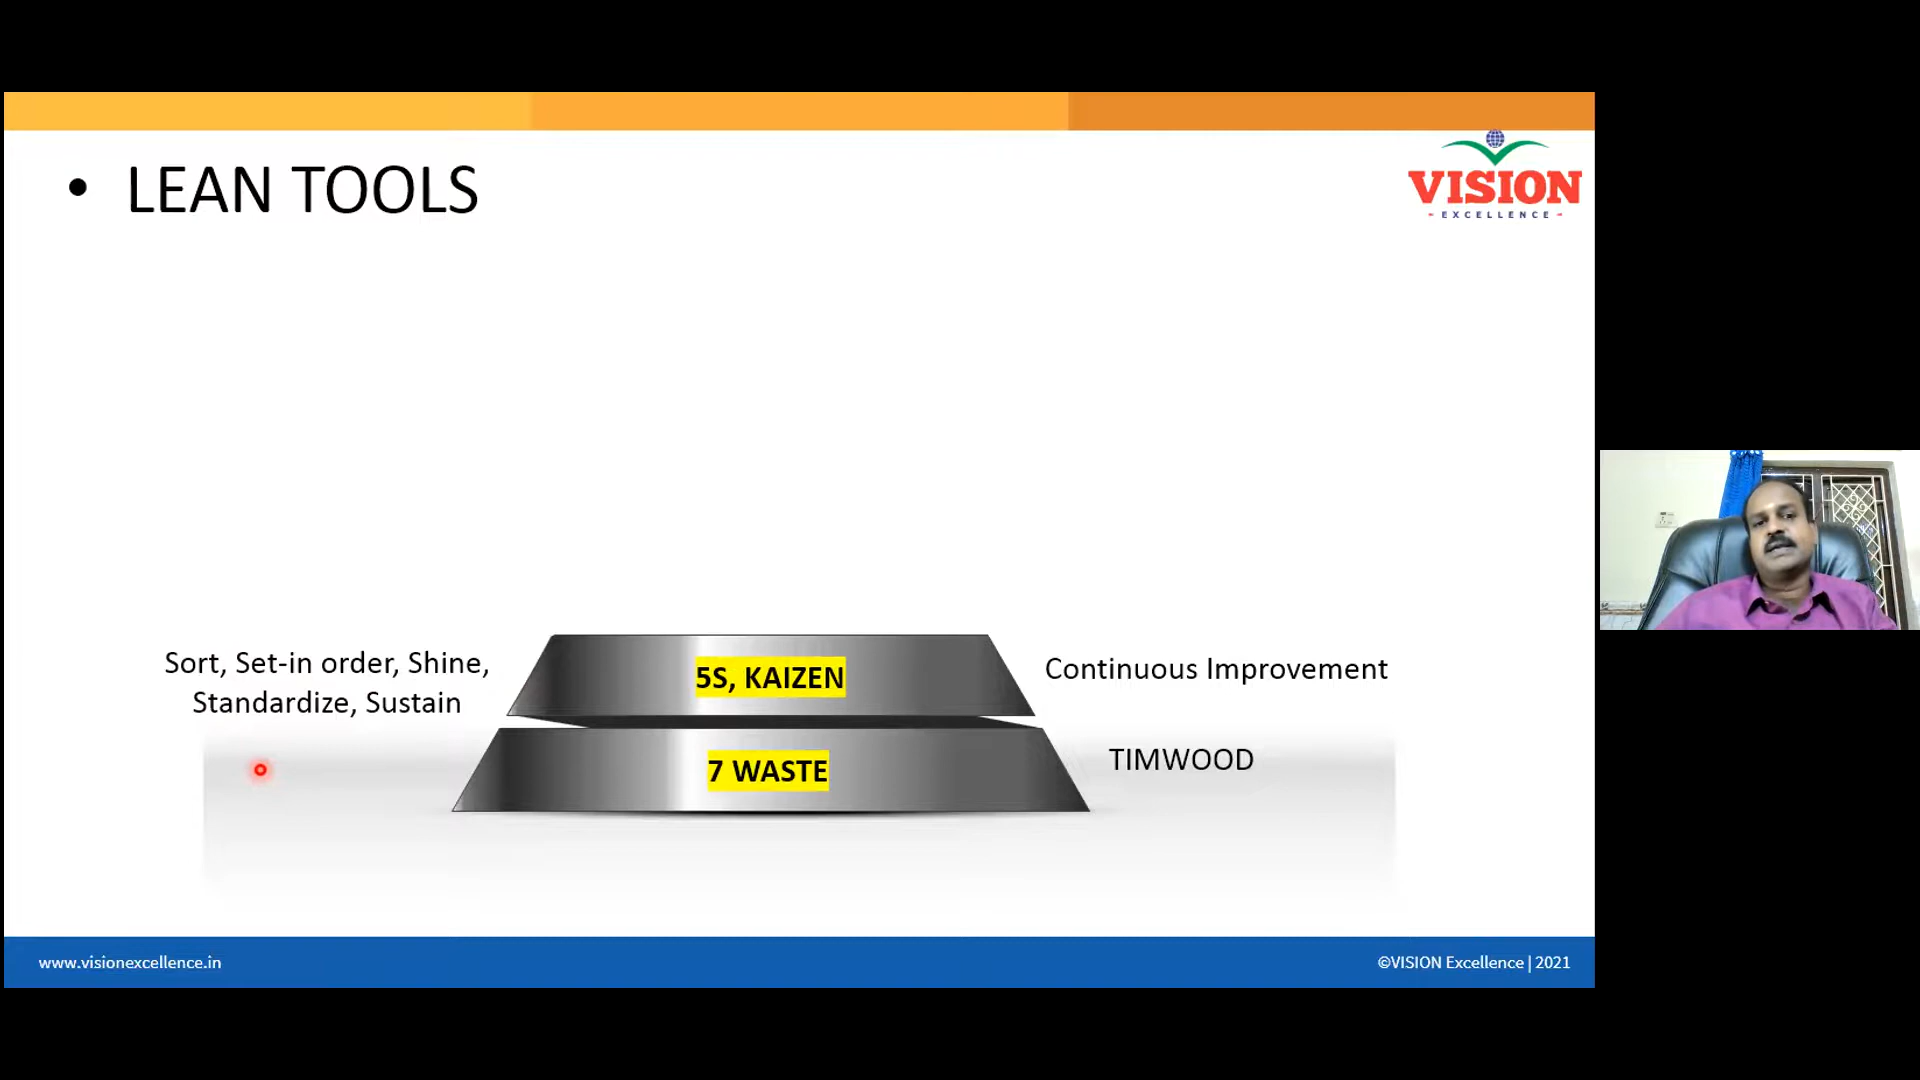 • LEAN TOOLS
VISION
- EXCELLENCE -
Sort, Set-in order, Shine,
Standardize, Sustain
5S, KAIZEN
Continuous Improvement
7 WASTE
TIMWOOD
www.visionexcellence.in
©VISION Excellence | 2021